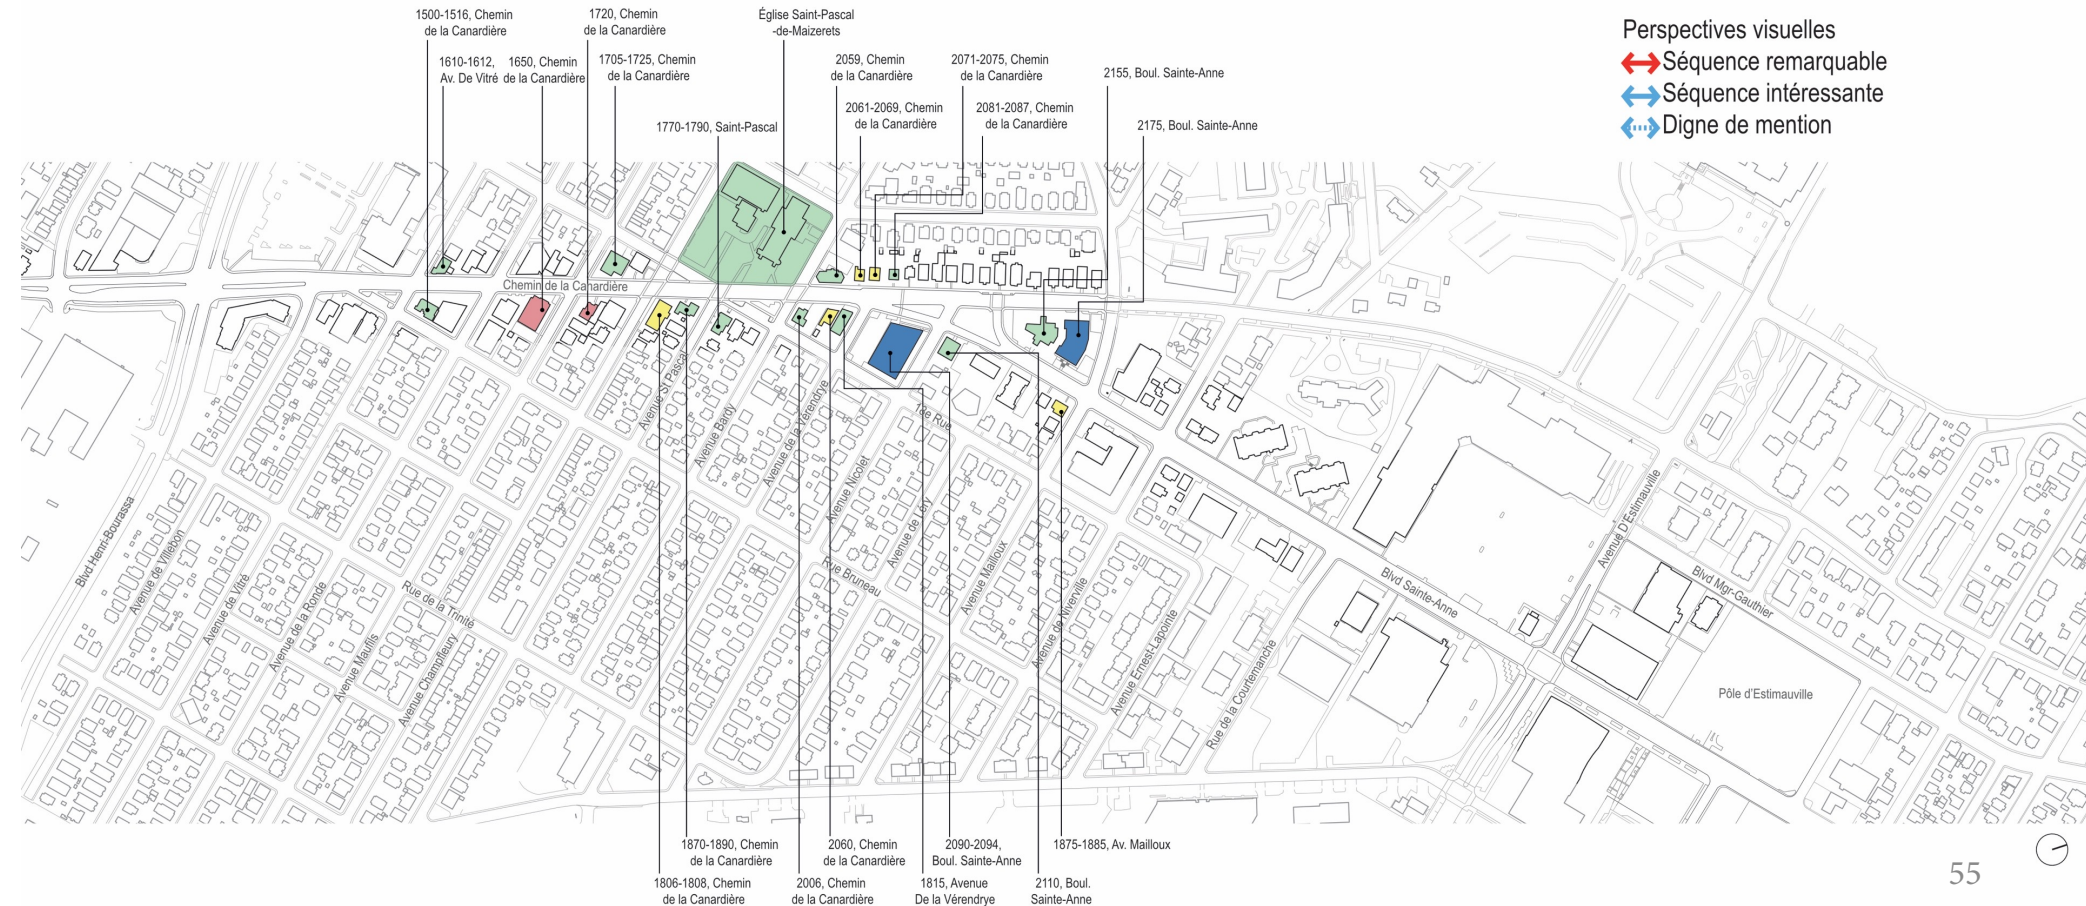 1500-1516, Chemin
de la Canardière
1720, Chemin
de la Canardière
Église Saint-Pascal
-de-Maizerets
1610-1612,
Av. De Vitré
1650, Chemin
de la Canardière
1705-1725, Chemin
de la Canardière
2059, Chemin
de la Canardière
2071-2075, Chemin
de la Canardière
2155, Boul. Sainte-Anne
2061-2069, Chemin
de la Canardière
2081-2087, Chemin
de la Canardière
1770-1790, Saint-Pascal
2175, Boul. Sainte-Anne
Perspectives visuelles
Séquence remarquable
Séquence intéressante
Digne de mention
Chemin de la Canardière
Avenue St Pascal
Avenue Bardy
Avenue de la Vérendrye
Avenue Nicolet
Avenue de Léry
18e Rue
Rue Bruneau
Avenue Mailloux
Avenue de Niverville
Avenue Ernest-Lapointe
Rue de la Courtemanche
Blvd Henri-Bourassa
Avenue de Villebon
Avenue de Vitré
Avenue de la Ronde
Avenue Maufils
Avenue Champfleury
Rue de la Trinité
Blvd Sainte-Anne
Avenue D'Estimauville
Blvd Mgr-Gauthier
Pôle d'Estimauville
1870-1890, Chemin
de la Canardière
2060, Chemin
de la Canardière
2090-2094,
Boul. Sainte-Anne
1875-1885, Av. Mailloux
1806-1808, Chemin
de la Canardière
2006, Chemin
de la Canardière
1815, Avenue
De la Vérendrye
2110, Boul.
Sainte-Anne
55